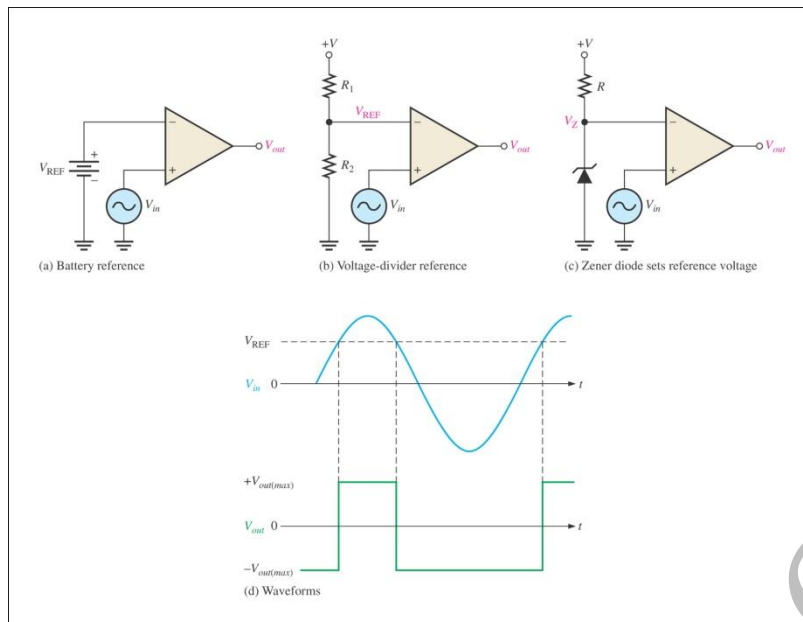 +V
R1
VREF
−
+
Vout
R2
Vin
+V
R
VZ
−
+
Vout
Vin
−
+
Vout
VREF
+
−
Vin
(a) Battery reference
(b) Voltage-divider reference
(c) Zener diode sets reference voltage
VREF
Vin 0
t
+Vout(max)
Vout 0
t
−Vout(max)
(d) Waveforms